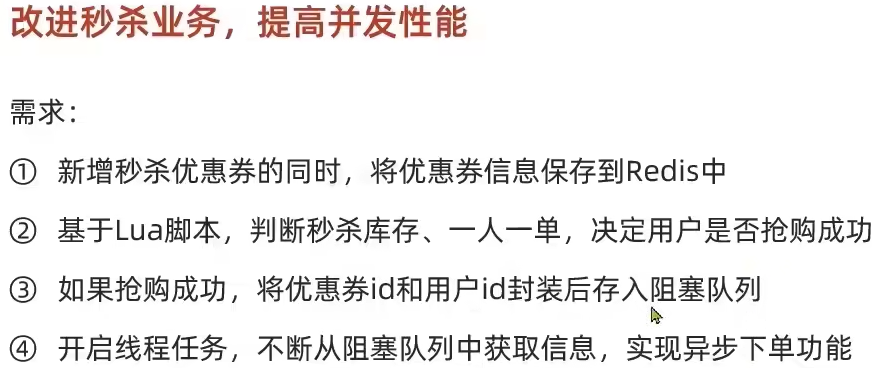 改进秒杀业务，提高并发性能
需求：
① 新增秒杀优惠券的同时，将优惠券信息保存到Redis中
② 基于Lua脚本，判断秒杀库存、一人一单，决定用户是否抢购成功
③ 如果抢购成功，将优惠券id和用户id封装后存入阻塞队列
④ 开启线程任务，不断从阻塞队列中获取信息，实现异步下单功能